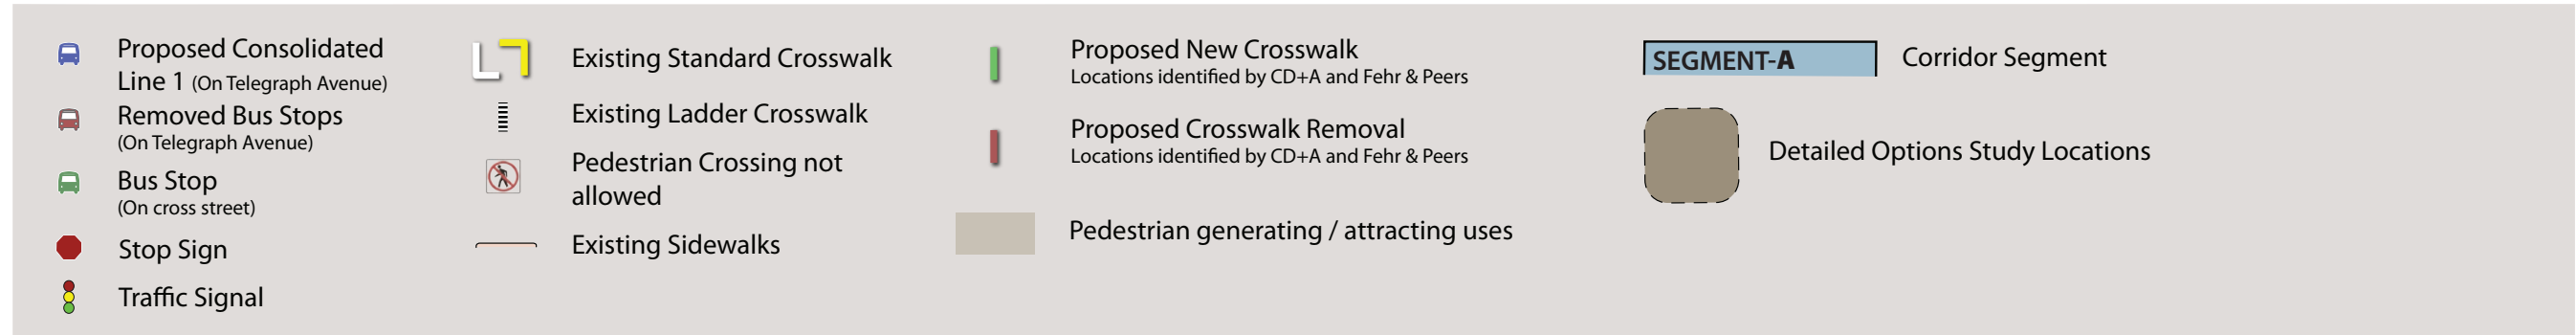 Proposed Consolidated
Line 1 (On Telegraph Avenue)
Removed Bus Stops
(On Telegraph Avenue)
Bus Stop
(On cross street)
Stop Sign
Traffic Signal
Existing Standard Crosswalk
Existing Ladder Crosswalk
Pedestrian Crossing not
allowed
Existing Sidewalks
Proposed New Crosswalk
Locations identified by CD+A and Fehr & Peers
Proposed Crosswalk Removal
Locations identified by CD+A and Fehr & Peers
Pedestrian generating / attracting uses
SEGMENT-A
Corridor Segment
Detailed Options Study Locations